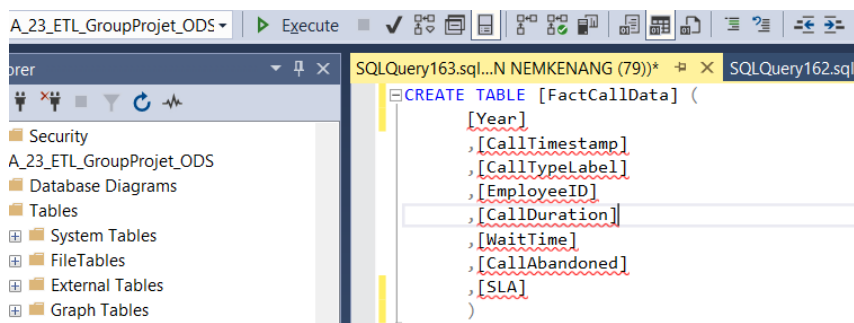 A_23_ETL_GroupProjet_ODS Execute
orer
SQLQuery163.sql...N NEMKENANG (79))* SQLQuery162.sql
Security
A_23_ETL_GroupProjet_ODS
Database Diagrams
Tables
System Tables
FileTables
External Tables
Graph Tables
CREATE TABLE [FactCallData] (
[Year]
,[CallTimestamp]
,[CallTypeLabel]
,[EmployeeID]
,[CallDuration]
,[WaitTime]
,[CallAbandoned]
,[SLA]
)